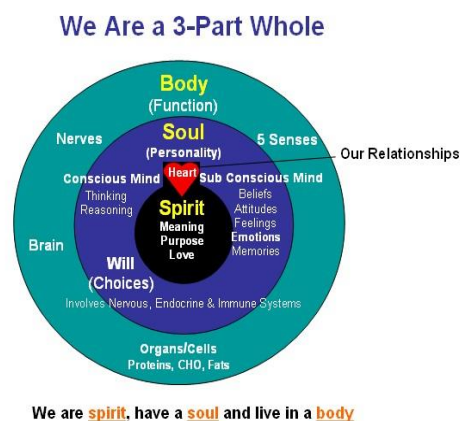 We Are a 3-Part Whole
Body
(Function)
Nerves
5 Senses
Soul
(Personality)
Our Relationships
Heart
Conscious Mind
Sub Conscious Mind
Thinking
Reasoning
Beliefs
Attitudes
Feelings
Emotions
Memories
Spirit
Meaning
Purpose
Love
Brain
Will
(Choices)
Involves Nervous, Endocrine & Immune Systems
Organs/Cells
Proteins, CHO, Fats
We are spirit, have a soul and live in a body